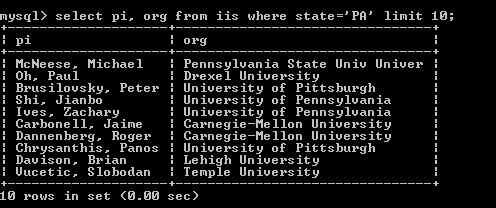 mysql> select pi, org from iis where state='PA' limit 10;
+--------------------+--------------------------------+
| pi                 | org                            |
+--------------------+--------------------------------+
| McNeese, Michael   | Pennsylvania State Univ Univer |
| Oh, Paul           | Drexel University              |
| Brusilovsky, Peter | University of Pittsburgh       |
| Shi, Jianbo        | University of Pennsylvania     |
| Ives, Zachary      | University of Pennsylvania     |
| Carbonell, Jaime   | Carnegie-Mellon University     |
| Dannenberg, Roger  | Carnegie-Mellon University     |
| Chrysanthis, Panos | University of Pittsburgh       |
| Davison, Brian     | Lehigh University              |
| Vucetic, Slobodan  | Temple University              |
+--------------------+--------------------------------+
10 rows in set (0.00 sec)